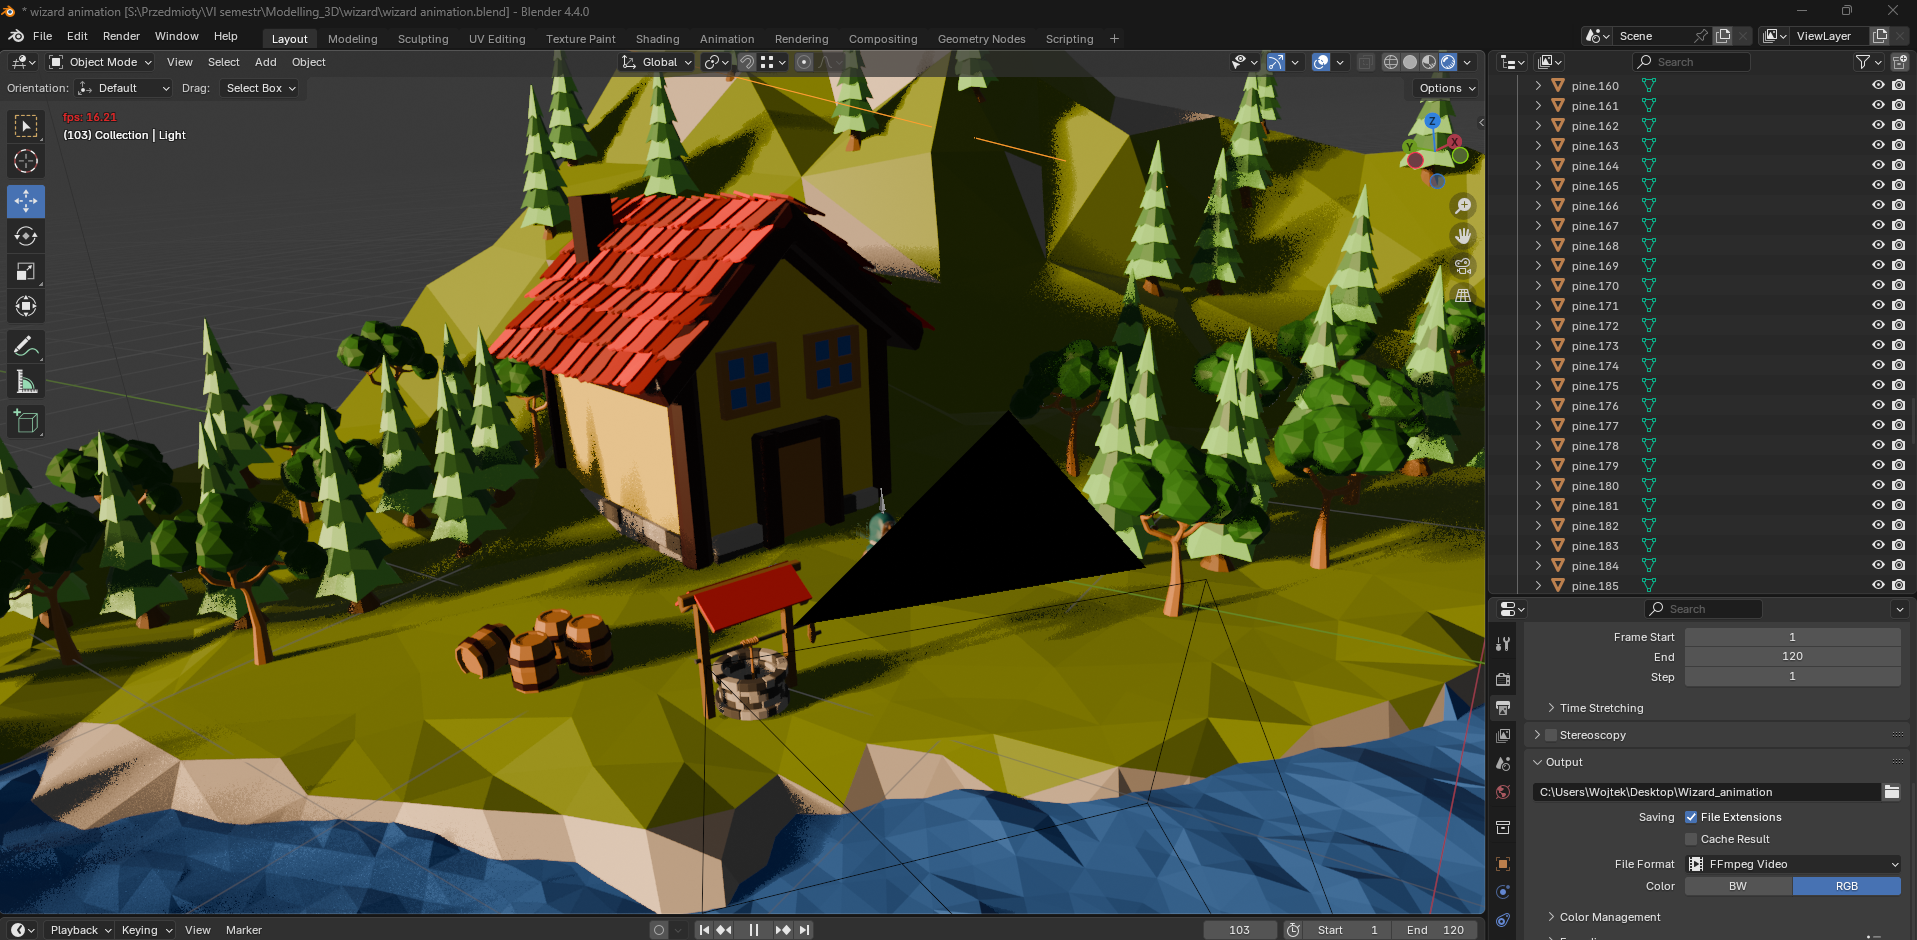 * wizard animation [S:\Przedmioty\VI semestr\Modelling_3D\wizard\wizard animation.blend] - Blender 4.4.0
File Edit Render Window Help Layout Modeling Sculpting UV Editing Texture Paint Shading Animation Rendering Compositing Geometry Nodes Scripting + Scene ViewLayer
Object Mode View Select Add Object Global Search
Orientation: Default Drag: Select Box Options
fps: 16.21
(103) Collection | Light
Z
X
Y
pine.160
pine.161
pine.162
pine.163
pine.164
pine.165
pine.166
pine.167
pine.168
pine.169
pine.170
pine.171
pine.172
pine.173
pine.174
pine.175
pine.176
pine.177
pine.178
pine.179
pine.180
pine.181
pine.182
pine.183
pine.184
pine.185
Search
Frame Start 1
End 120
Step 1
Time Stretching
Stereoscopy
Output
C:\Users\Wojtek\Desktop\Wizard_animation
Saving File Extensions
Cache Result
File Format FFmpeg Video
Color BW RGB
Color Management
Playback Keying View Marker 103 Start 1 End 120